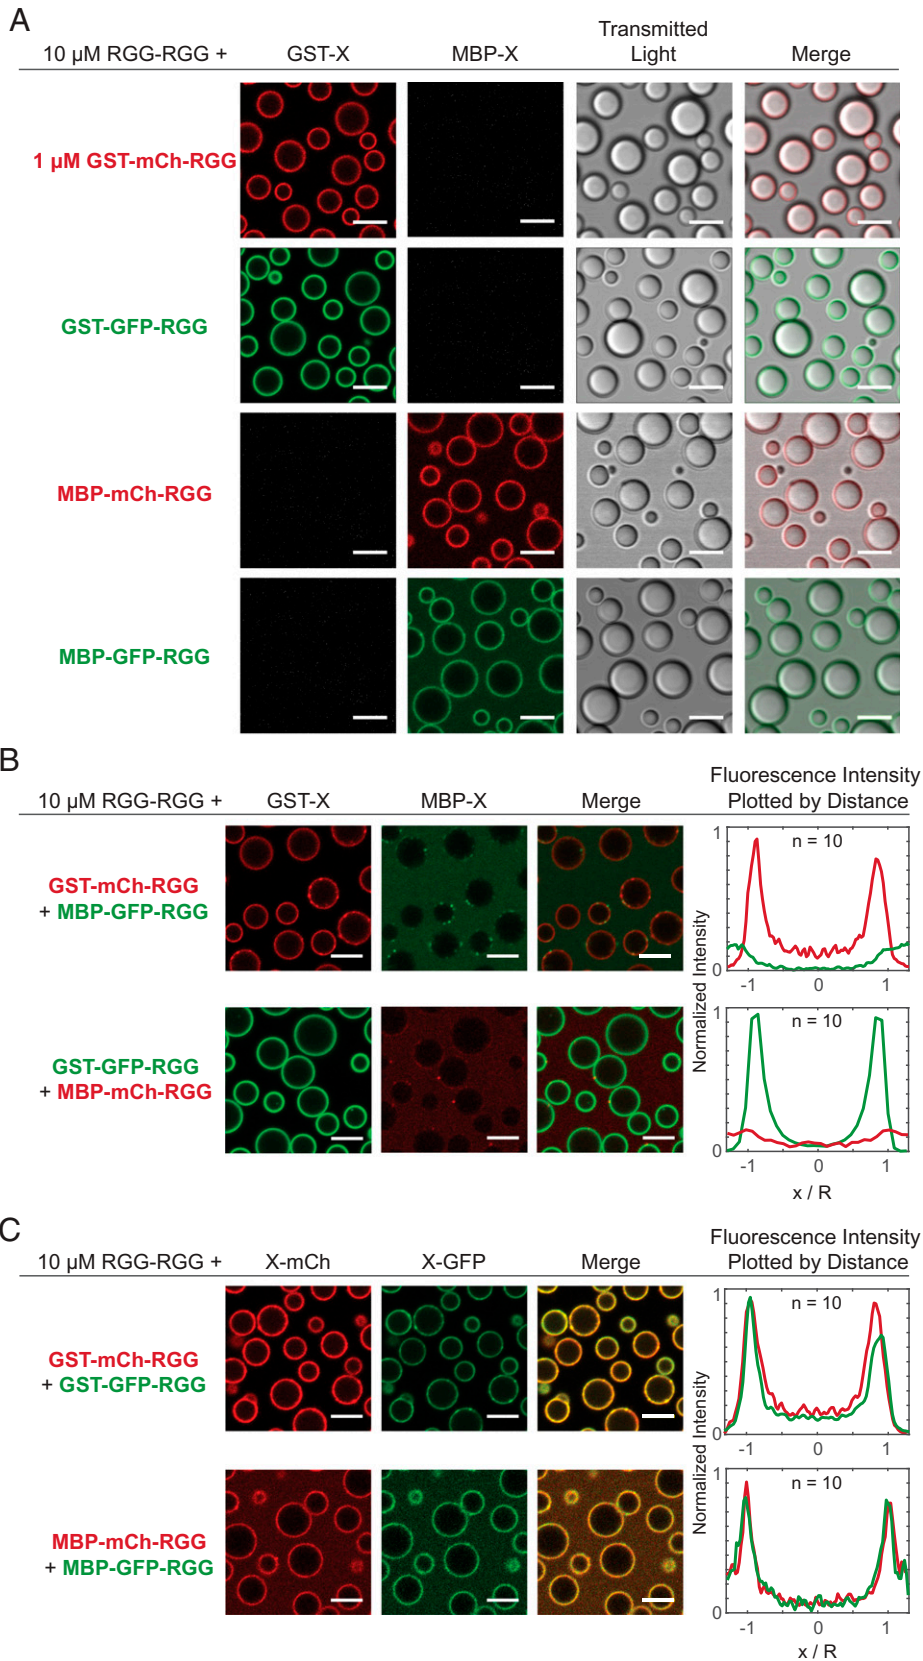 A
10 µM RGG-RGG + GST-X MBP-X Transmitted Light Merge
1 µM GST-mCh-RGG
GST-GFP-RGG
MBP-mCh-RGG
MBP-GFP-RGG
B
10 µM RGG-RGG + GST-X MBP-X Merge Fluorescence Intensity Plotted by Distance
GST-mCh-RGG
+ MBP-GFP-RGG
1
n = 10
0
-1 0 1
GST-GFP-RGG
+ MBP-mCh-RGG
1
n = 10
0
-1 0 1
Normalized Intensity
x / R
C
10 µM RGG-RGG + X-mCh X-GFP Merge Fluorescence Intensity Plotted by Distance
GST-mCh-RGG
+ GST-GFP-RGG
1
n = 10
0
-1 0 1
MBP-mCh-RGG
+ MBP-GFP-RGG
1
n = 10
0
-1 0 1
Normalized Intensity
x / R